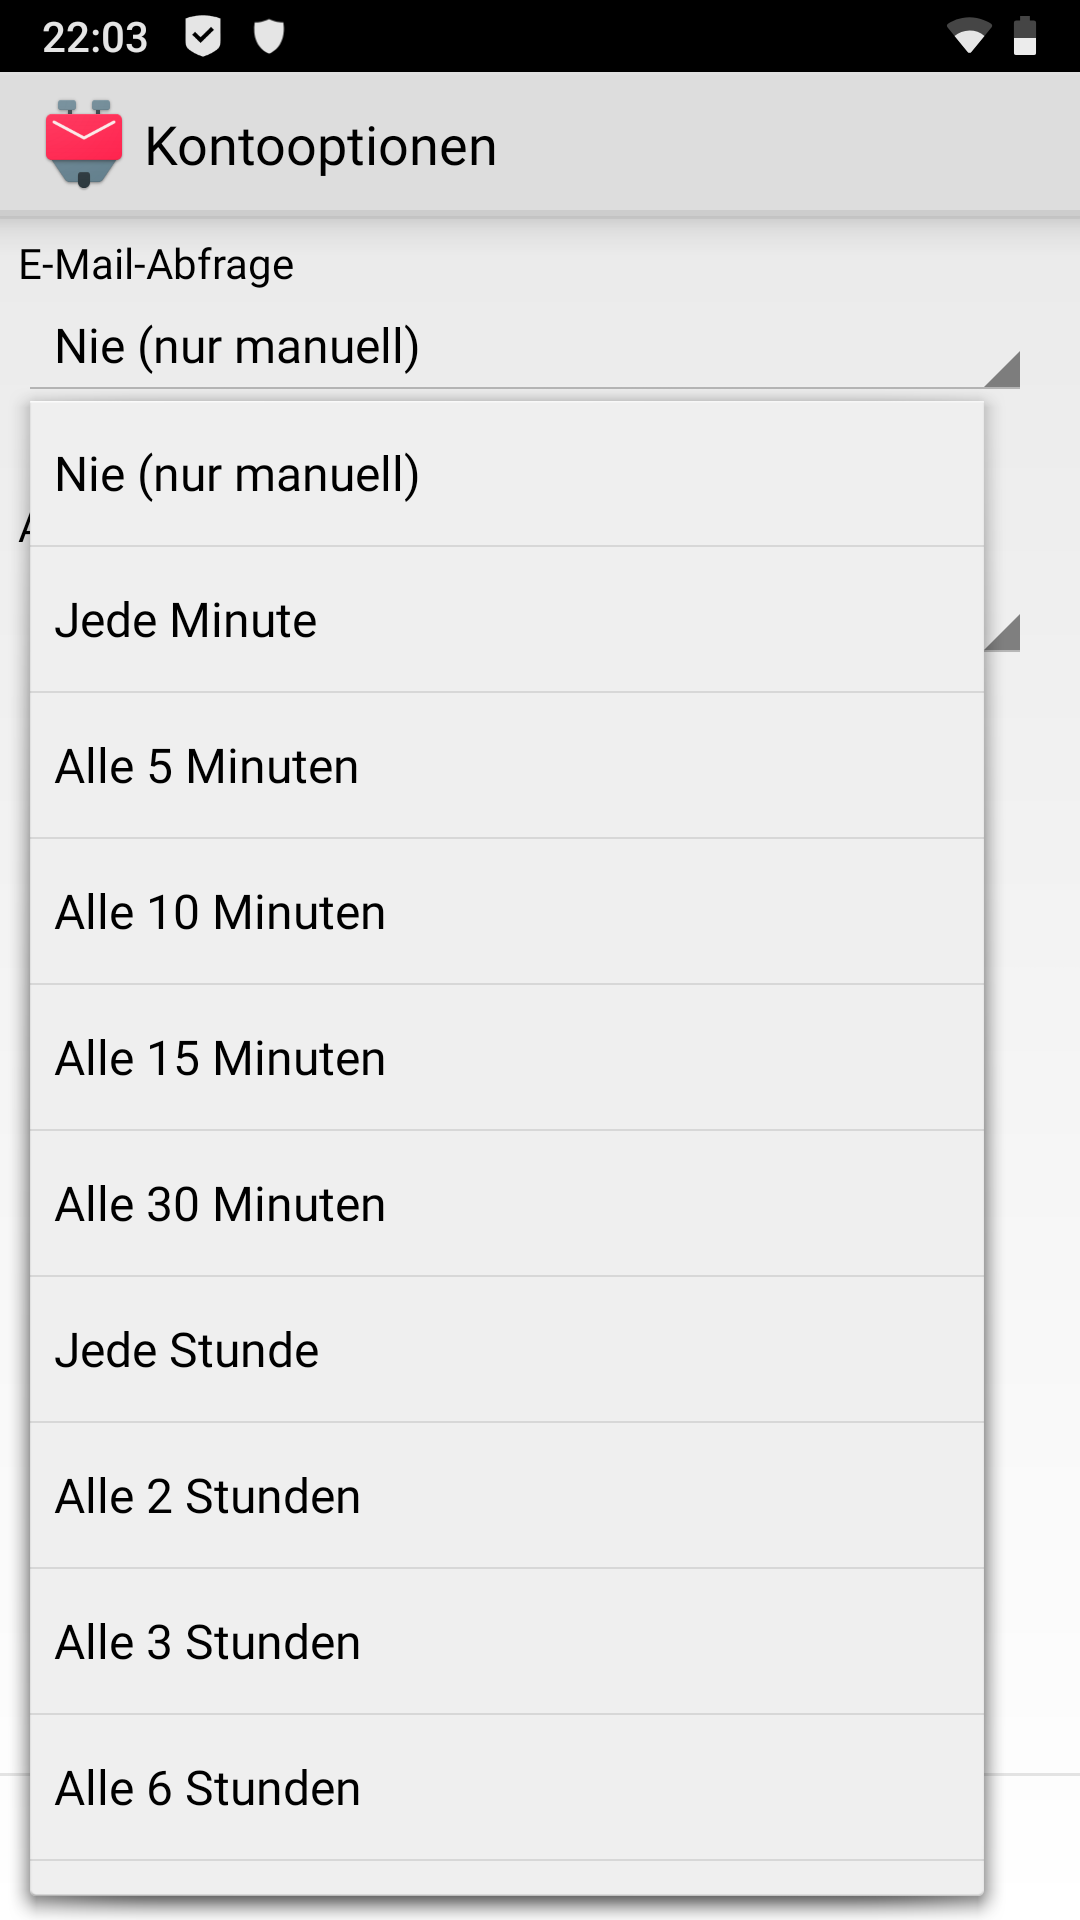 22:03
Kontooptionen
E-Mail-Abfrage
Nie (nur manuell)
Nie (nur manuell)
Jede Minute
Alle 5 Minuten
Alle 10 Minuten
Alle 15 Minuten
Alle 30 Minuten
Jede Stunde
Alle 2 Stunden
Alle 3 Stunden
Alle 6 Stunden